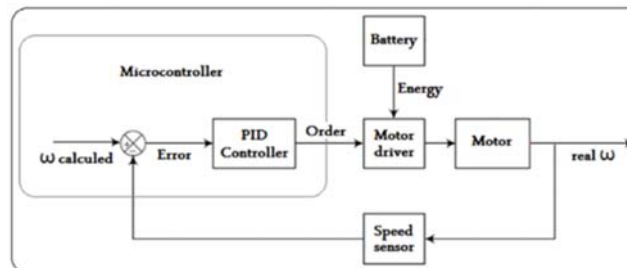 Battery
Microcontroller
Energy
PID
Controller
Order
Motor
driver
Motor
ω calculed
Error
real ω
Speed
sensor